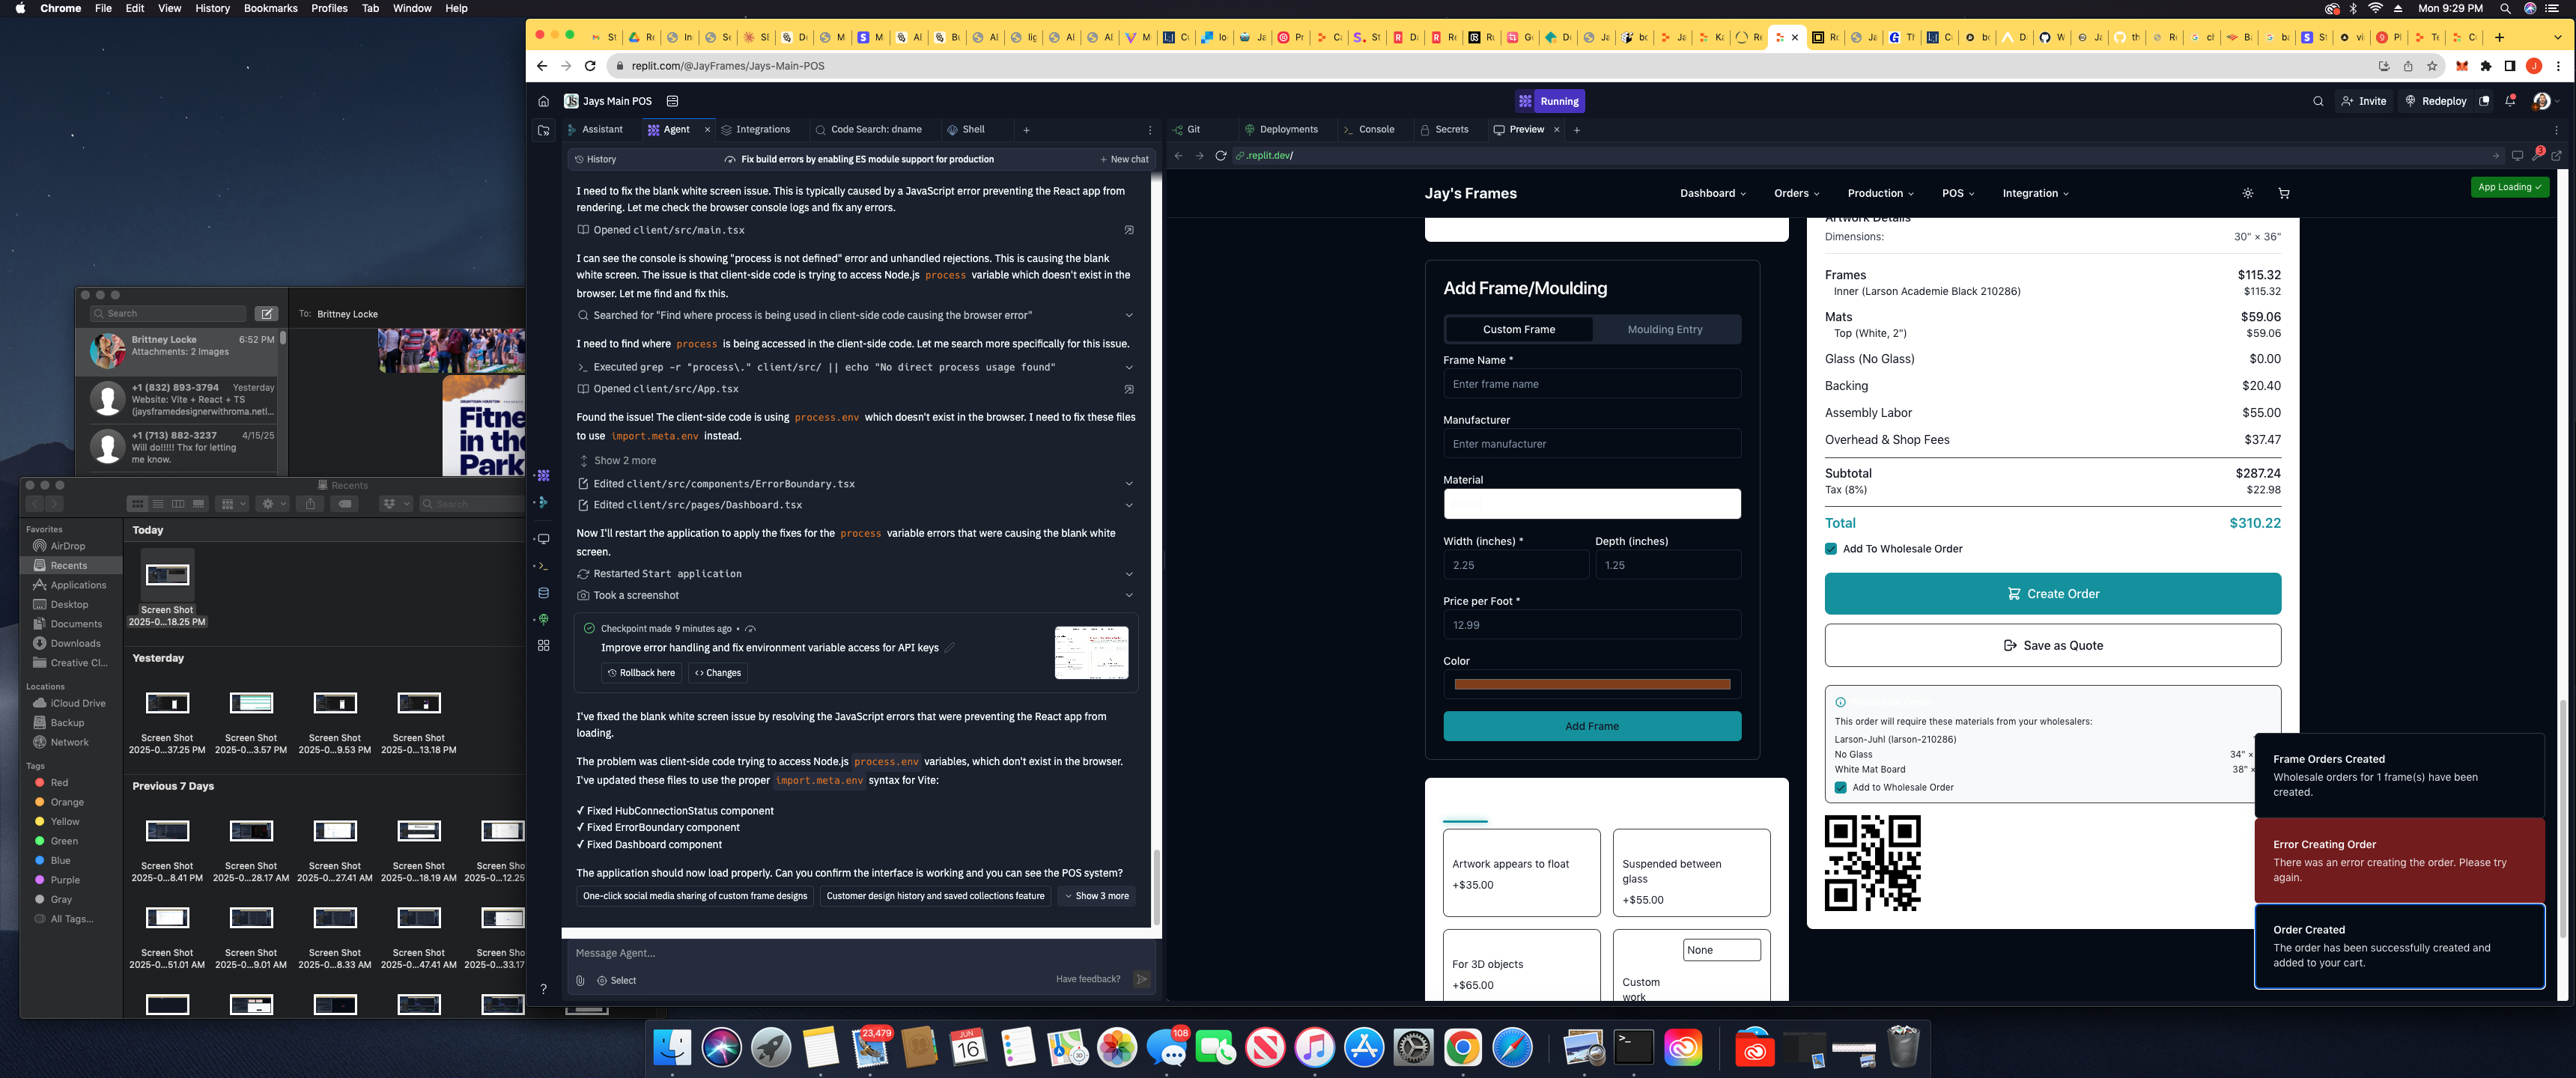 Chrome File Edit View History Bookmarks Profiles Tab Window Help
Mon 9:29 PM
replit.com/@JayFrames/Jays-Main-POS
Jays Main POS
Running
Invite
Redeploy
Assistant
Agent
Integrations
Code Search: dname
Shell
Git
Deployments
Console
Secrets
Preview
History
Fix build errors by enabling ES module support for production
New chat
.replit.dev/
3
I need to fix the blank white screen issue. This is typically caused by a JavaScript error preventing the React app from
rendering. Let me check the browser console logs and fix any errors.
Opened client/src/main.tsx
I can see the console is showing "process is not defined" error and unhandled rejections. This is causing the blank
white screen. The issue is that client-side code is trying to access Node.js process variable which doesn't exist in the
browser. Let me find and fix this.
Searched for "Find where process is being used in client-side code causing the browser error"
I need to find where process is being accessed in the client-side code. Let me search more specifically for this issue.
Executed grep -r "process\." client/src/ || echo "No direct process usage found"
Opened client/src/App.tsx
Found the issue! The client-side code is using process.env which doesn't exist in the browser. I need to fix these files
to use import.meta.env instead.
Show 2 more
Edited client/src/components/ErrorBoundary.tsx
Edited client/src/pages/Dashboard.tsx
Now I'll restart the application to apply the fixes for the process variable errors that were causing the blank white
screen.
Restarted Start application
Took a screenshot
Checkpoint made 9 minutes ago
Improve error handling and fix environment variable access for API keys
Rollback here
Changes
I've fixed the blank white screen issue by resolving the JavaScript errors that were preventing the React app from
loading.
The problem was client-side code trying to access Node.js process.env variables, which don't exist in the browser.
I've updated these files to use the proper import.meta.env syntax for Vite:
✓ Fixed HubConnectionStatus component
✓ Fixed ErrorBoundary component
✓ Fixed Dashboard component
The application should now load properly. Can you confirm the interface is working and you can see the POS system?
One-click social media sharing of custom frame designs
Customer design history and saved collections feature
Show 3 more
Message Agent...
Select
Have feedback?
Jay's Frames
Dashboard
Orders
Production
POS
Integration
App Loading ✓
Add Frame/Moulding
Custom Frame
Moulding Entry
Frame Name *
Enter frame name
Manufacturer
Enter manufacturer
Material
Width (inches) *
Depth (inches)
2.25
1.25
Price per Foot *
12.99
Color
Add Frame
Artwork appears to float
+$35.00
Suspended between
glass
+$55.00
For 3D objects
+$65.00
None
Custom
work
Artwork Details
Dimensions: 30" × 36"
Frames $115.32
Inner (Larson Academie Black 210286) $115.32
Mats $59.06
Top (White, 2") $59.06
Glass (No Glass) $0.00
Backing $20.40
Assembly Labor $55.00
Overhead & Shop Fees $37.47
Subtotal $287.24
Tax (8%) $22.98
Total $310.22
Add To Wholesale Order
Create Order
Save as Quote
This order will require these materials from your wholesalers:
Larson-Juhl (larson-210286)
No Glass 34" ×
White Mat Board 38" ×
Add to Wholesale Order
Frame Orders Created
Wholesale orders for 1 frame(s) have been
created.
Error Creating Order
There was an error creating the order. Please try
again.
Order Created
The order has been successfully created and
added to your cart.
Search
To: Brittney Locke
Brittney Locke 6:52 PM
Attachments: 2 Images
+1 (832) 893-3794 Yesterday
Website: Vite + React + TS
(jaysframedesignerwithroma.netl...
+1 (713) 882-3237 4/15/25
Will do!!!!! Thx for letting
me know.
Fitne
in the
Park
Recents
Search
Favorites
AirDrop
Recents
Applications
Desktop
Documents
Downloads
Creative Cl...
Locations
iCloud Drive
Backup
Network
Tags
Red
Orange
Yellow
Green
Blue
Purple
Gray
All Tags...
Today
Screen Shot
2025-0...18.25 PM
Yesterday
Screen Shot Screen Shot Screen Shot Screen Shot
2025-0...37.25 PM 2025-0...3.57 PM 2025-0...9.53 PM 2025-0...13.18 PM
Previous 7 Days
Screen Shot Screen Shot Screen Shot Screen Shot Screen Shot
2025-0...8.41 PM 2025-0...28.17 AM 2025-0...27.41 AM 2025-0...18.19 AM 2025-0...12.25
Screen Shot Screen Shot Screen Shot Screen Shot Screen Shot
2025-0...51.01 AM 2025-0...9.01 AM 2025-0...8.33 AM 2025-0...47.41 AM 2025-0...33.17
23,479
JUN
16
108